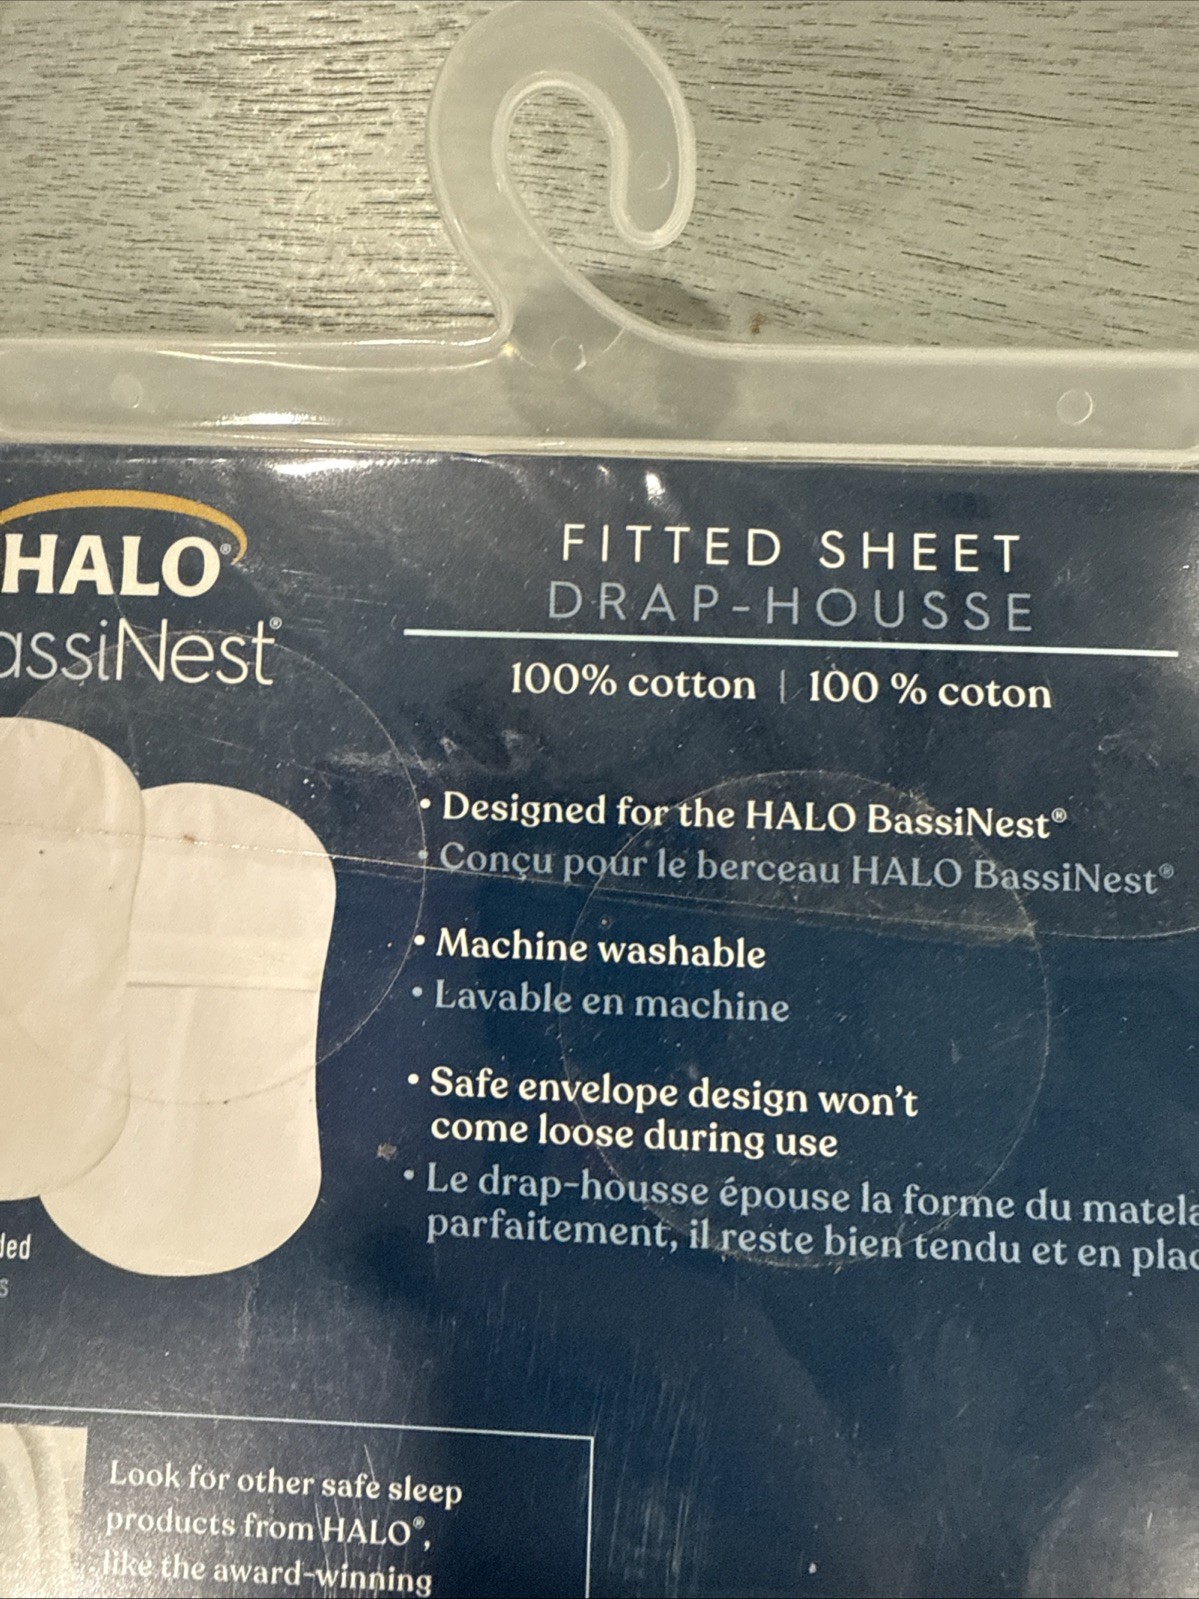 HALO®
assiNest®
FITTED SHEET
DRAP-HOUSSE
100% cotton | 100 % coton
• Designed for the HALO BassiNest®
• Conçu pour le berceau HALO BassiNest®
• Machine washable
• Lavable en machine
• Safe envelope design won't
come loose during use
• Le drap-housse épouse la forme du matela
parfaitement, il reste bien tendu et en plac
ded
s
Look for other safe sleep
products from HALO®,
like the award-winning